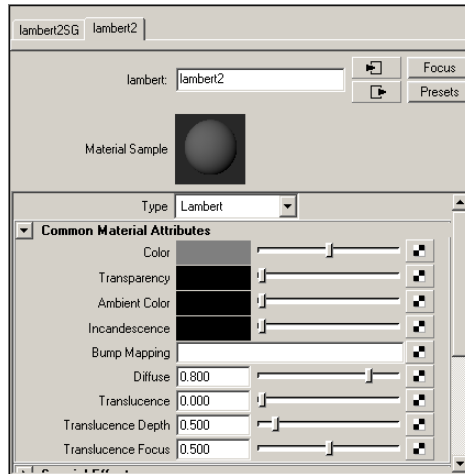 lambert2SG lambert2
lambert: lambert2 Focus
Presets
Material Sample
Type Lambert
Common Material Attributes
Color
Transparency
Ambient Color
Incandescence
Bump Mapping
Diffuse 0.800
Translucence 0.000
Translucence Depth 0.500
Translucence Focus 0.500